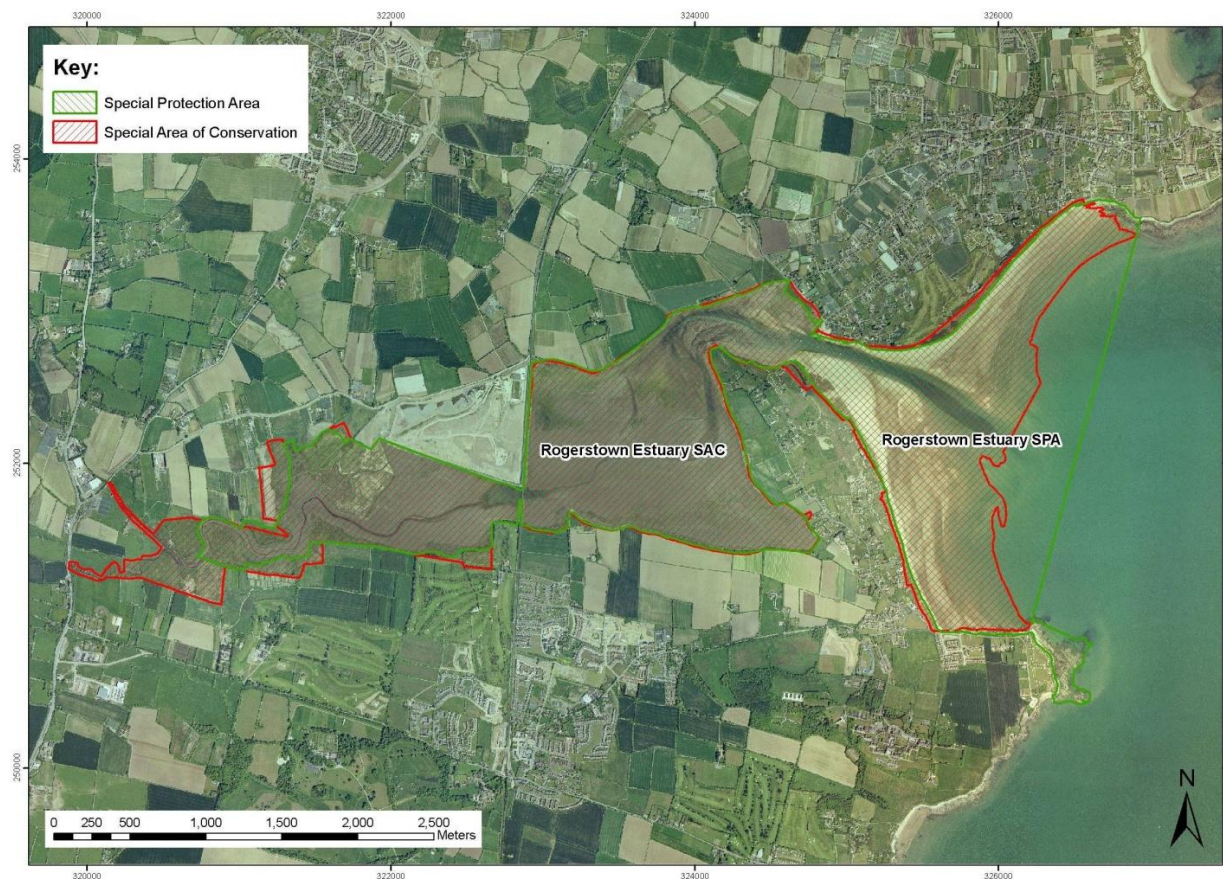 320000 322000 324000 326000
Key:
Special Protection Area
Special Area of Conservation
254000
252000
250000
Rogerstown Estuary SAC
Rogerstown Estuary SPA
N
0 250 500 1,000 1,500 2,000 2,500
Meters
320000 322000 324000 326000